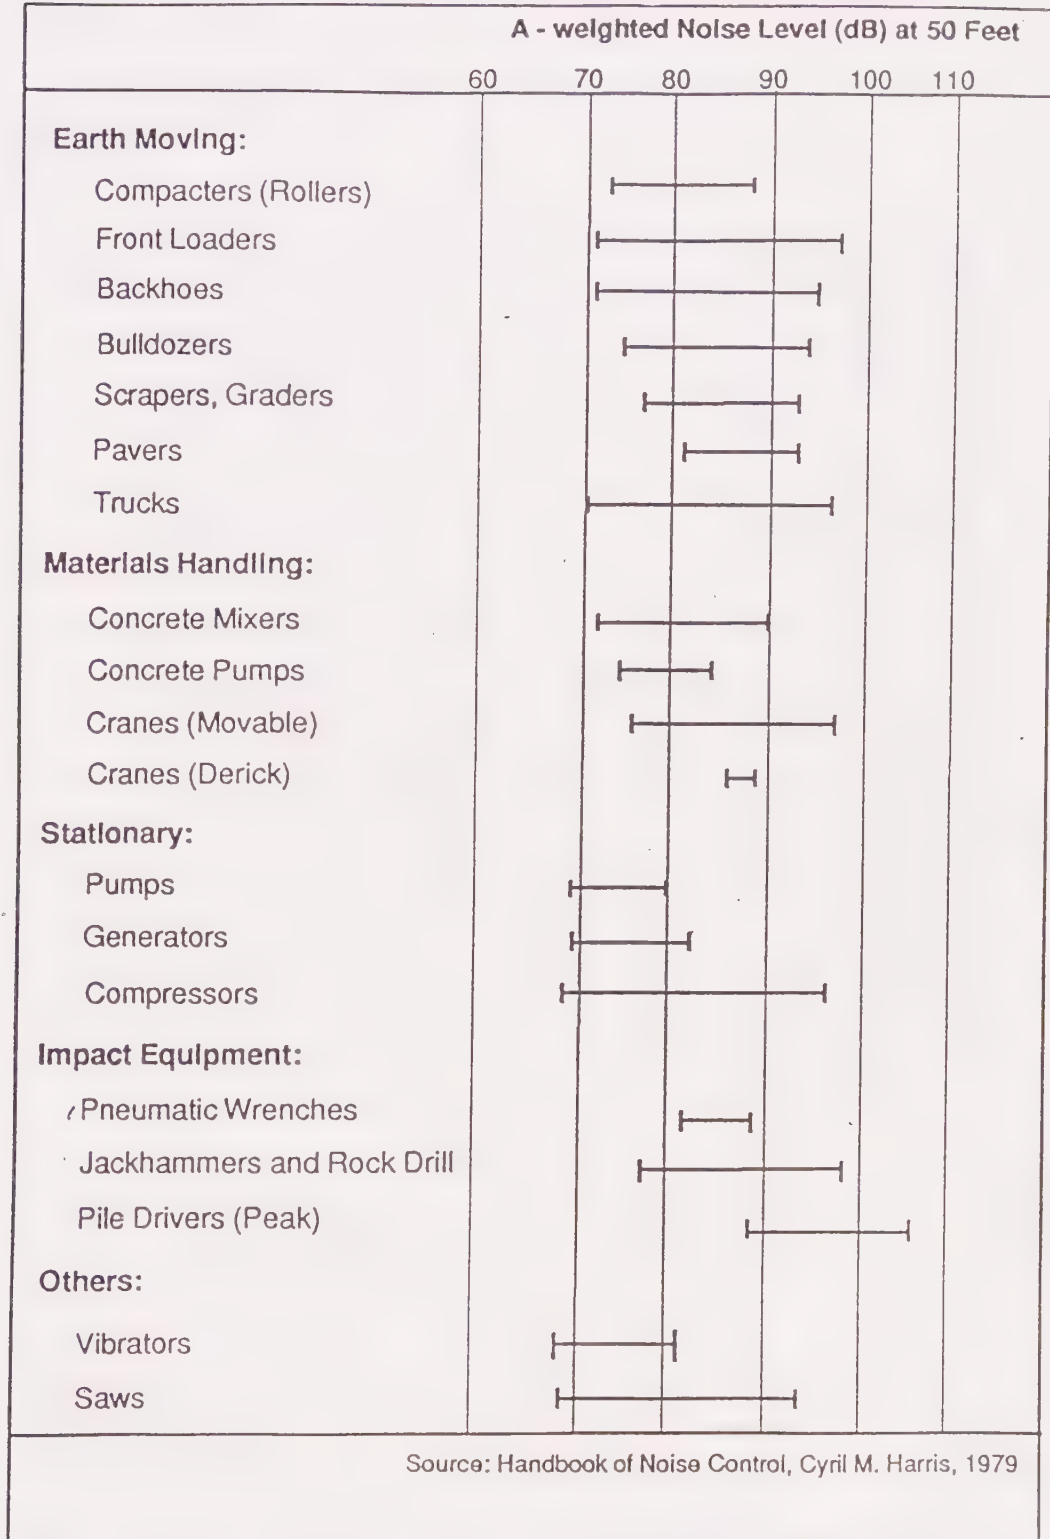 A - weighted Noise Level (dB) at 50 Feet
60 70 80 90 100 110
Earth Moving:
Compacters (Rollers)
Front Loaders
Backhoes
Bulldozers
Scrapers, Graders
Pavers
Trucks
Materials Handling:
Concrete Mixers
Concrete Pumps
Cranes (Movable)
Cranes (Derick)
Stationary:
Pumps
Generators
Compressors
Impact Equipment:
Pneumatic Wrenches
Jackhammers and Rock Drill
Pile Drivers (Peak)
Others:
Vibrators
Saws
Source: Handbook of Noise Control, Cyril M. Harris, 1979